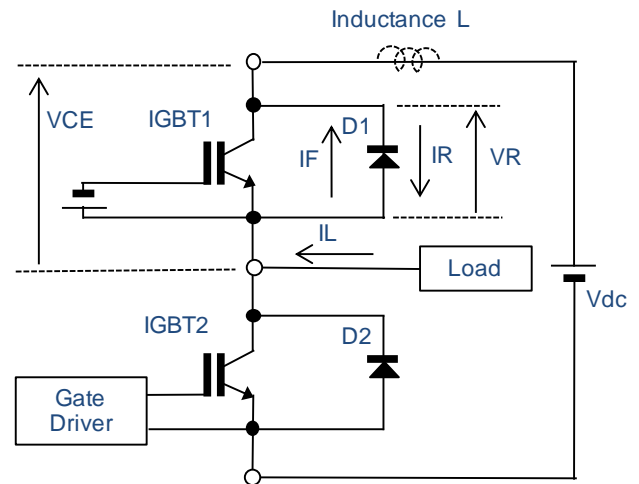 Inductance L
VCE
IGBT1
D1
IF
IR
VR
IL
Load
Vdc
IGBT2
D2
Gate
Driver